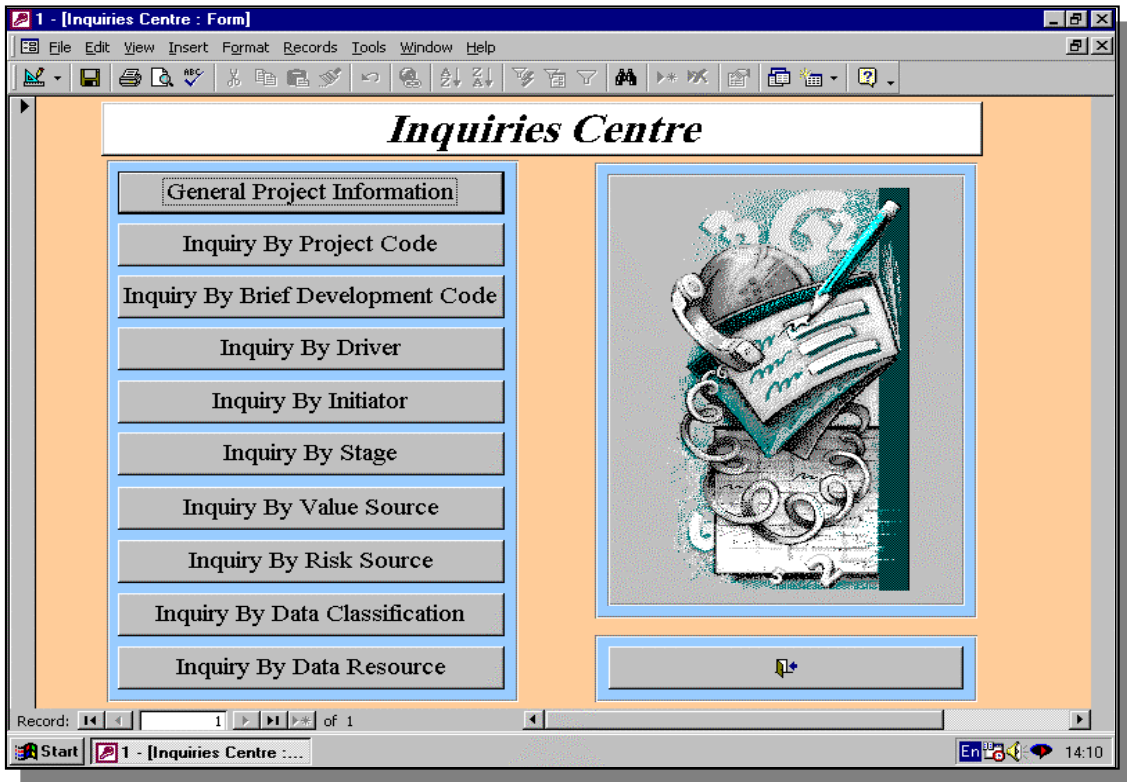 1 - [Inquiries Centre : Form]
File Edit View Insert Format Records Tools Window Help
ABC
Inquiries Centre
General Project Information
Inquiry By Project Code
Inquiry By Brief Development Code
Inquiry By Driver
Inquiry By Initiator
Inquiry By Stage
Inquiry By Value Source
Inquiry By Risk Source
Inquiry By Data Classification
Inquiry By Data Resource
Record: 1 of 1
Start 1 - [Inquiries Centre :.... En 14:10